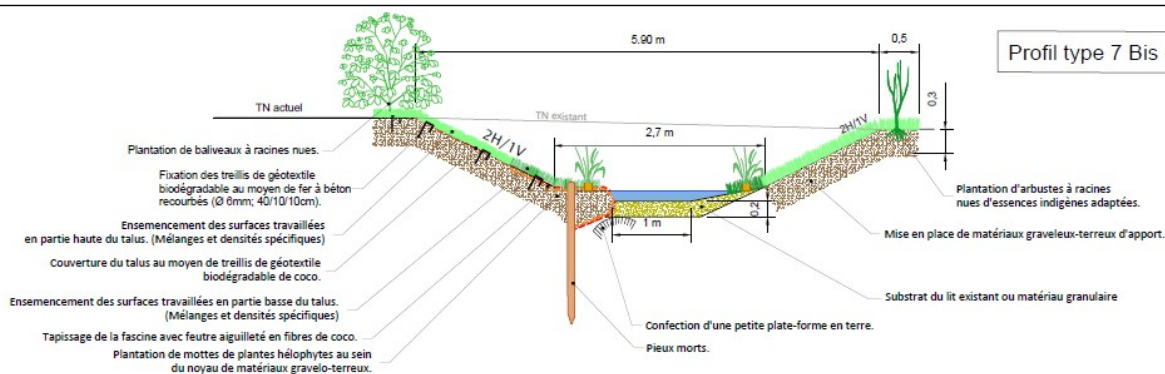 Profil type 7 Bis
5.90 m
0,5
TN actuel
TN existant
0,3
2H/1V
2,7 m
2H/1V
Plantation de baliveaux à racines nues.
Fixation des treillis de géotextile
biodégradable au moyen de fer à béton
recourbés (Ø 6mm; 40/10/10cm).
Ensemencement des surfaces travaillées
en partie haute du talus. (Mélanges et densités spécifiques)
Couverture du talus au moyen de treillis de géotextile
biodégradable de coco.
Ensemencement des surfaces travaillées en partie basse du talus.
(Mélanges et densités spécifiques)
Tapissage de la fascine avec feutre aiguilleté en fibres de coco.
Plantation de mottes de plantes hélophytes au sein
du noyau de matériaux gravelo-terreux.
1 m
0,2
Plantation d'arbustes à racines
nues d'essences indigènes adaptées.
Mise en place de matériaux graveleux-terreux d'apport.
Substrat du lit existant ou matériau granulaire
Confection d'une petite plate-forme en terre.
Pieux morts.